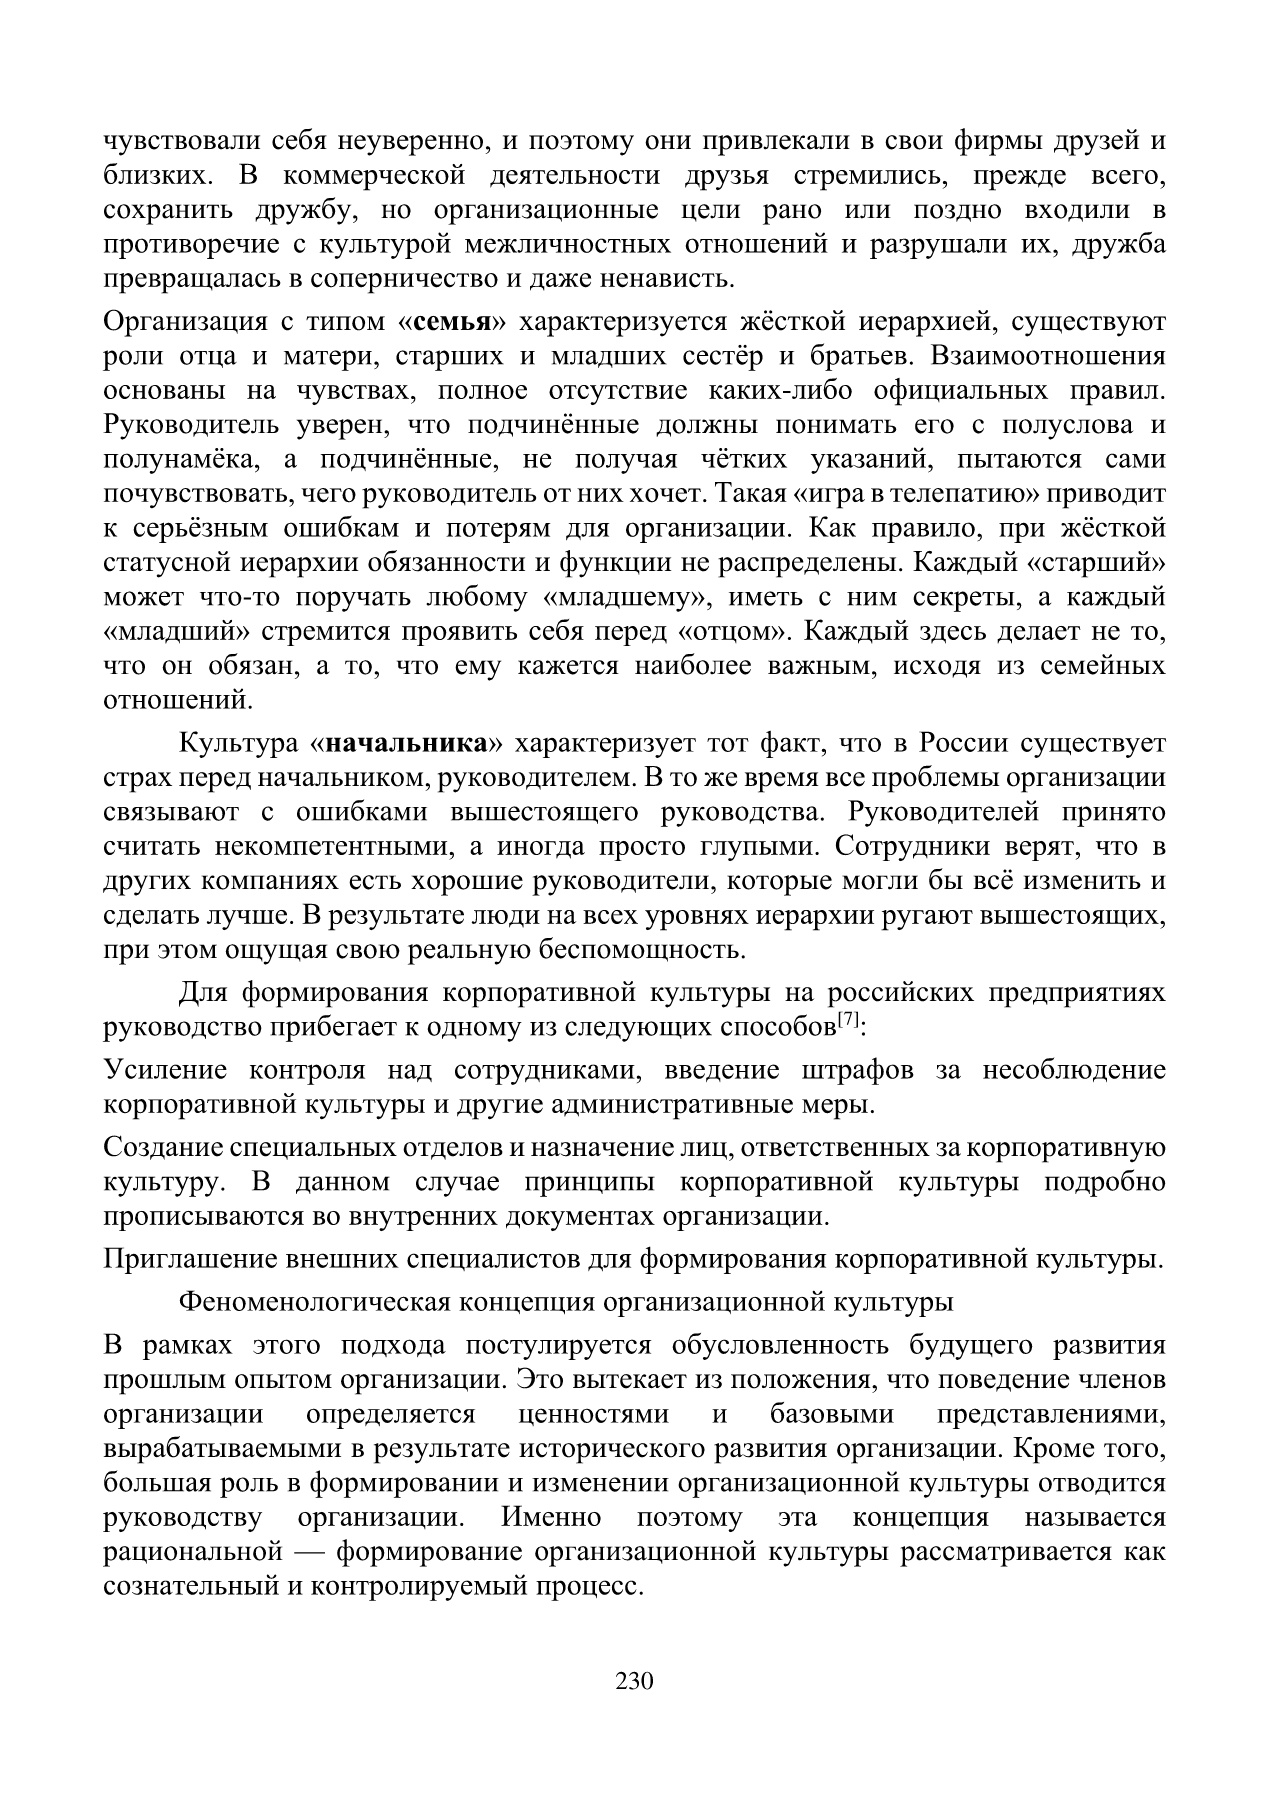 чувствовали себя неуверенно, и поэтому они привлекали в свои фирмы друзей и
близких. В коммерческой деятельности друзья стремились, прежде всего,
сохранить дружбу, но организационные цели рано или поздно входили в
противоречие с культурой межличностных отношений и разрушали их, дружба
превращалась в соперничество и даже ненависть.
Организация с типом «семья» характеризуется жёсткой иерархией, существуют
роли отца и матери, старших и младших сестёр и братьев. Взаимоотношения
основаны на чувствах, полное отсутствие каких-либо официальных правил.
Руководитель уверен, что подчинённые должны понимать его с полуслова и
полунамёка, а подчинённые, не получая чётких указаний, пытаются сами
почувствовать, чего руководитель от них хочет. Такая «игра в телепатию» приводит
к серьёзным ошибкам и потерям для организации. Как правило, при жёсткой
статусной иерархии обязанности и функции не распределены. Каждый «старший»
может что-то поручать любому «младшему», иметь с ним секреты, а каждый
«младший» стремится проявить себя перед «отцом». Каждый здесь делает не то,
что он обязан, а то, что ему кажется наиболее важным, исходя из семейных
отношений.
Культура «начальника» характеризует тот факт, что в России существует
страх перед начальником, руководителем. В то же время все проблемы организации
связывают с ошибками вышестоящего руководства. Руководителей принято
считать некомпетентными, а иногда просто глупыми. Сотрудники верят, что в
других компаниях есть хорошие руководители, которые могли бы всё изменить и
сделать лучше. В результате люди на всех уровнях иерархии ругают вышестоящих,
при этом ощущая свою реальную беспомощность.
Для формирования корпоративной культуры на российских предприятиях
руководство прибегает к одному из следующих способов[7]:
Усиление контроля над сотрудниками, введение штрафов за несоблюдение
корпоративной культуры и другие административные меры.
Создание специальных отделов и назначение лиц, ответственных за корпоративную
культуру. В данном случае принципы корпоративной культуры подробно
прописываются во внутренних документах организации.
Приглашение внешних специалистов для формирования корпоративной культуры.
Феноменологическая концепция организационной культуры
В рамках этого подхода постулируется обусловленность будущего развития
прошлым опытом организации. Это вытекает из положения, что поведение членов
организации определяется ценностями и базовыми представлениями,
вырабатываемыми в результате исторического развития организации. Кроме того,
большая роль в формировании и изменении организационной культуры отводится
руководству организации. Именно поэтому эта концепция называется
рациональной — формирование организационной культуры рассматривается как
сознательный и контролируемый процесс.
230